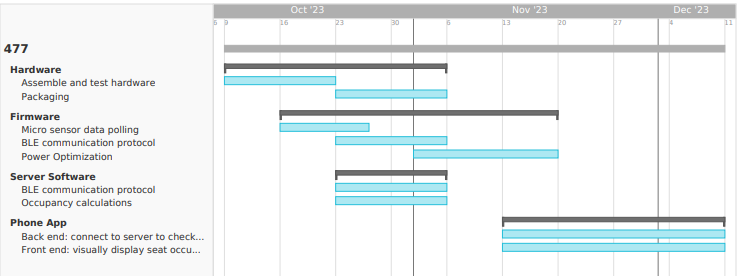 Oct '23 Nov '23 Dec '23
6 9 16 23 30 6 13 20 27 4 11
477
Hardware
Assemble and test hardware
Packaging
Firmware
Micro sensor data polling
BLE communication protocol
Power Optimization
Server Software
BLE communication protocol
Occupancy calculations
Phone App
Back end: connect to server to check...
Front end: visually display seat occu...